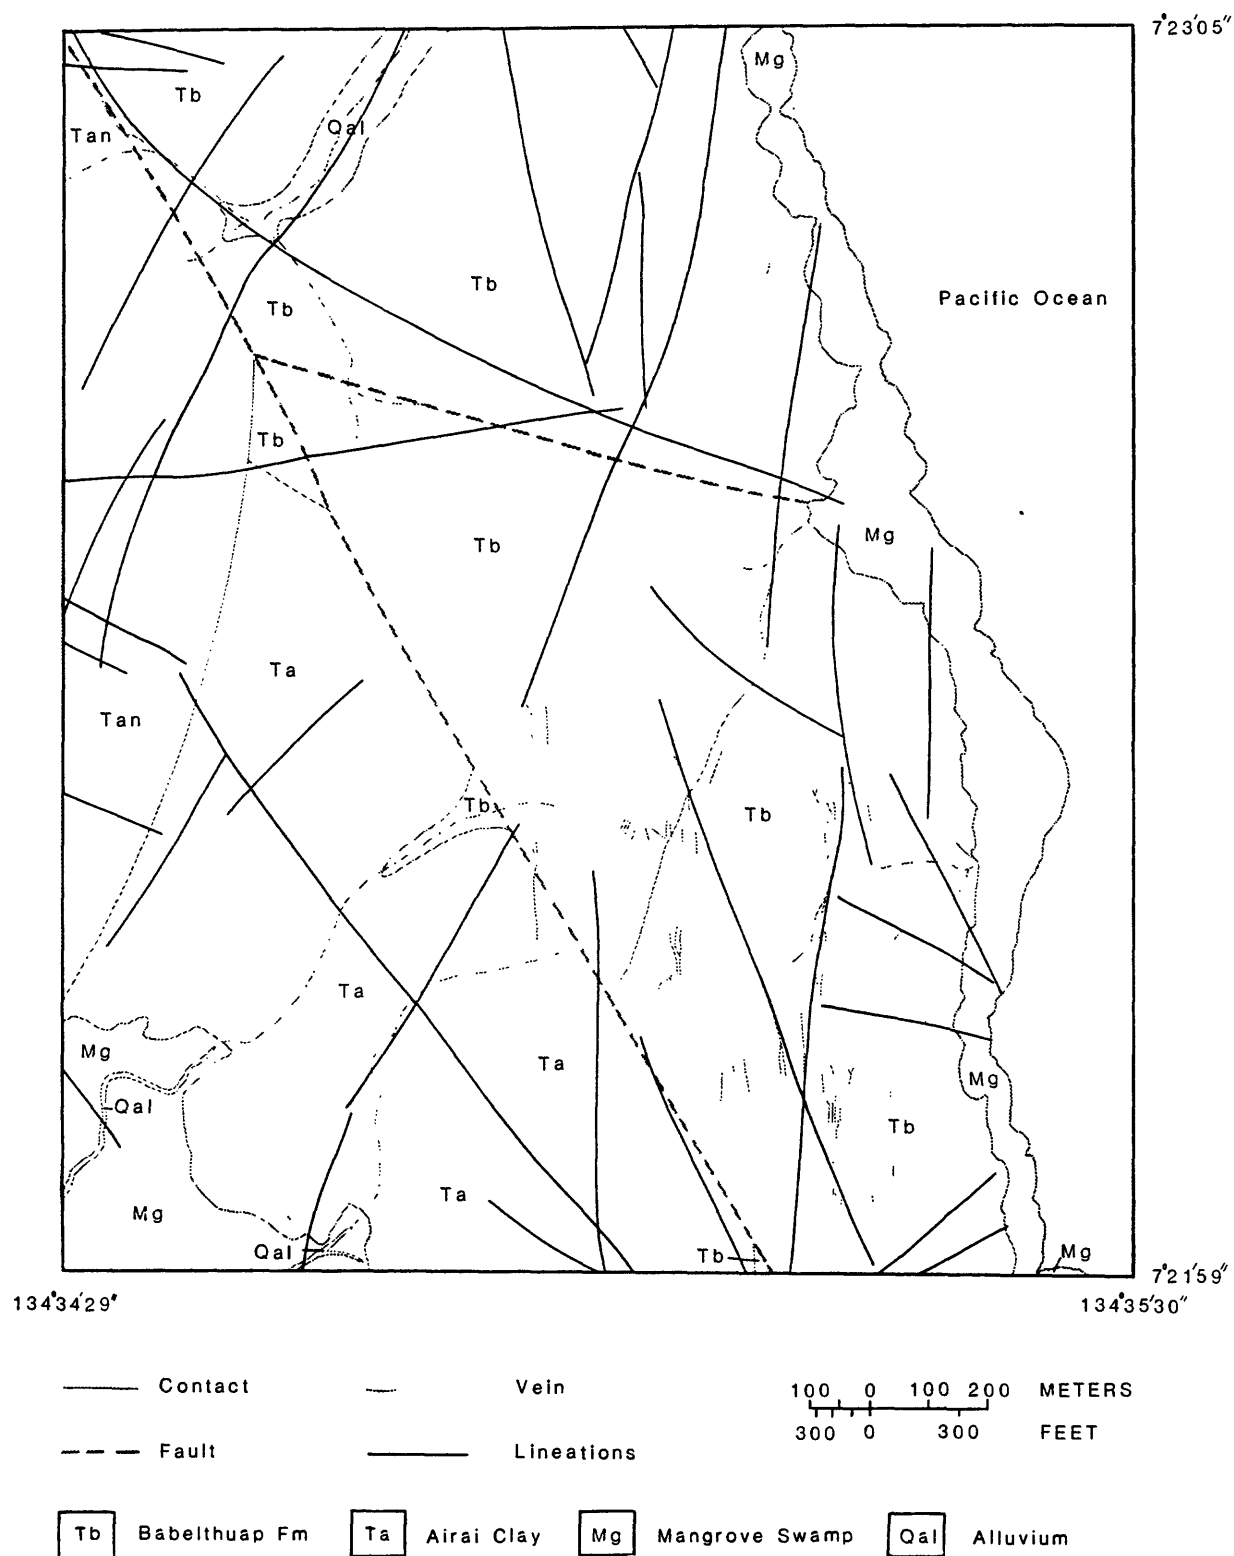 7°23'05"
Mg
Tb
Tan
Qal
Tb
Pacific Ocean
Tb
Tb
Mg
Tb
Ta
Tan
Tb
Tb
Ta
Mg
Ta
Mg
Qal
Tb
Ta
Mg
Qal
Tb
Mg
7°21'59"
134°34'29"
134°35'30"
Contact
Vein
100 0 100 200 METERS
Fault
Lineations
300 0 300 FEET
Tb Babelthuap Fm
Ta Airai Clay
Mg Mangrove Swamp
Qal Alluvium